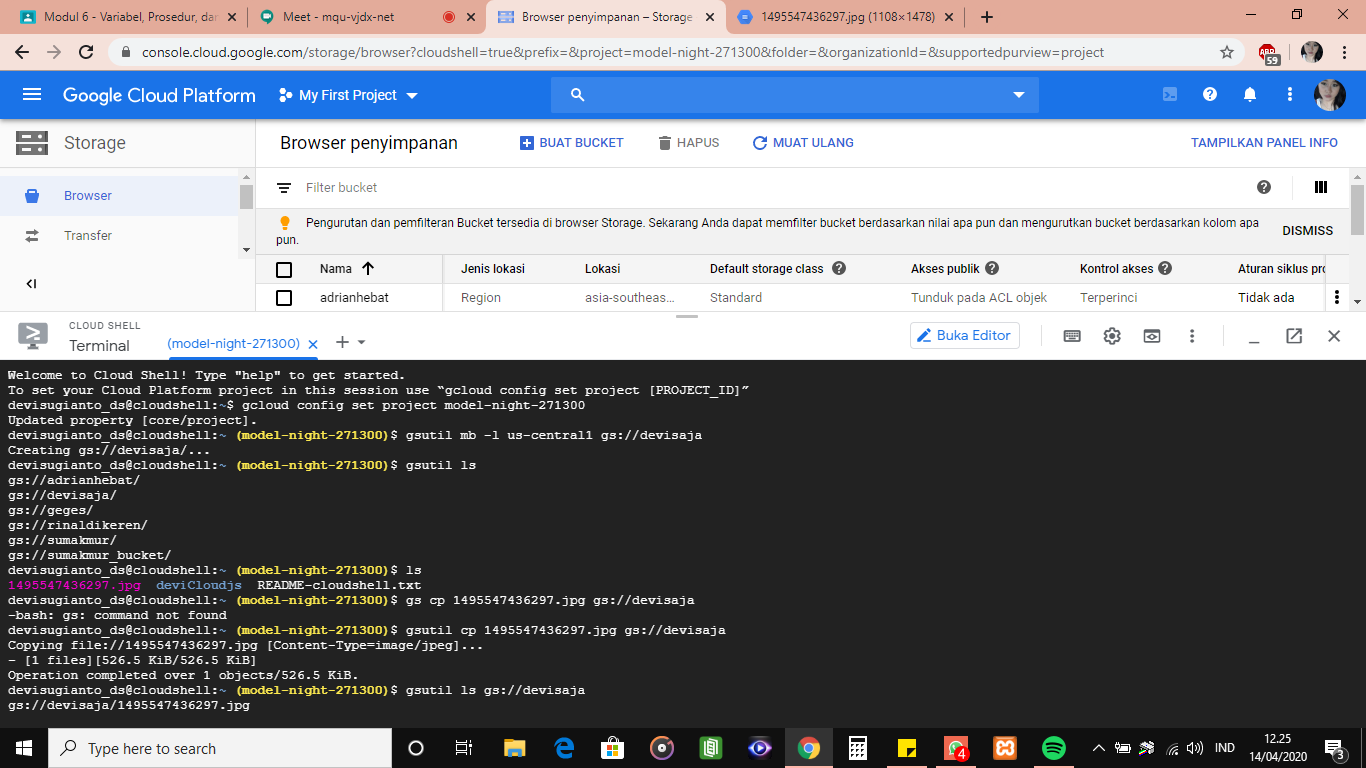 Modul 6 - Variabel, Prosedur, da
Meet - mqu-vjdx-net
Browser penyimpanan – Storage
1495547436297.jpg (1108×1478)
console.cloud.google.com/storage/browser?cloudshell=true&prefix=&project=model-night-271300&folder=&organizationId=&supportedpurview=project
59
Google Cloud Platform
My First Project
Storage
Browser penyimpanan
BUAT BUCKET
HAPUS
MUAT ULANG
TAMPILKAN PANEL INFO
Browser
Transfer
Filter bucket
Pengurutan dan pemfilteran Bucket tersedia di browser Storage. Sekarang Anda dapat memfilter bucket berdasarkan nilai apa pun dan mengurutkan bucket berdasarkan kolom apa
pun.
DISMISS
Nama
Jenis lokasi
Lokasi
Default storage class
Akses publik
Kontrol akses
Aturan siklus pro
adrianhebat
Region
asia-southeas...
Standard
Tunduk pada ACL objek
Terperinci
Tidak ada
CLOUD SHELL
Terminal
(model-night-271300)
Buka Editor
Welcome to Cloud Shell! Type "help" to get started.
To set your Cloud Platform project in this session use “gcloud config set project [PROJECT_ID]”
devisugianto_ds@cloudshell:~$ gcloud config set project model-night-271300
Updated property [core/project].
devisugianto_ds@cloudshell:~ (model-night-271300)$ gsutil mb -l us-central1 gs://devisaja
Creating gs://devisaja/...
devisugianto_ds@cloudshell:~ (model-night-271300)$ gsutil ls
gs://adrianhebat/
gs://devisaja/
gs://geges/
gs://rinaldikeren/
gs://sumakmur/
gs://sumakmur_bucket/
devisugianto_ds@cloudshell:~ (model-night-271300)$ ls
1495547436297.jpg deviCloudjs README-cloudshell.txt
devisugianto_ds@cloudshell:~ (model-night-271300)$ gs cp 1495547436297.jpg gs://devisaja
-bash: gs: command not found
devisugianto_ds@cloudshell:~ (model-night-271300)$ gsutil cp 1495547436297.jpg gs://devisaja
Copying file://1495547436297.jpg [Content-Type=image/jpeg]...
- [1 files][526.5 KiB/526.5 KiB]
Operation completed over 1 objects/526.5 KiB.
devisugianto_ds@cloudshell:~ (model-night-271300)$ gsutil ls gs://devisaja
gs://devisaja/1495547436297.jpg
Type here to search
4
IND
12.25
14/04/2020
3